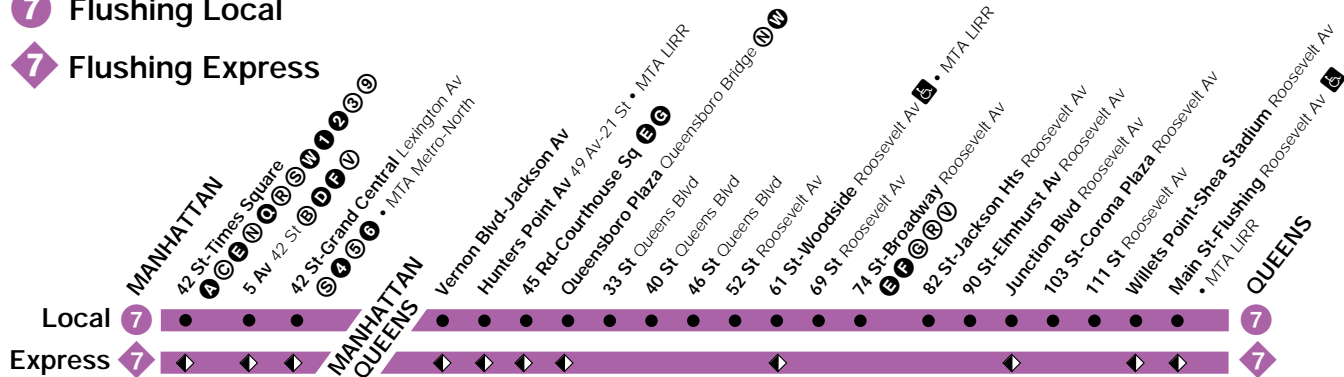 7 Flushing Local
7 Flushing Express
MANHATTAN
42 St-Times Square
A C E N Q R S W 1 2 3 9
5 Av 42 St B D F V
42 St-Grand Central Lexington Av
S 4 5 6 • MTA Metro-North
MANHATTAN
QUEENS
Vernon Blvd-Jackson Av
Hunters Point Av 49 Av-21 St • MTA LIRR
45 Rd-Courthouse Sq E G
Queensboro Plaza Queensboro Bridge N W
33 St Queens Blvd
40 St Queens Blvd
46 St Queens Blvd
52 St Roosevelt Av
61 St-Woodside Roosevelt Av • MTA LIRR
69 St Roosevelt Av
74 St-Broadway Roosevelt Av
E F G R V
82 St-Jackson Hts Roosevelt Av
90 St-Elmhurst Av Roosevelt Av
Junction Blvd Roosevelt Av
103 St-Corona Plaza Roosevelt Av
111 St Roosevelt Av
Willets Point-Shea Stadium Roosevelt Av
Main St-Flushing Roosevelt Av
• MTA LIRR
QUEENS
Local 7 7
Express 7 7